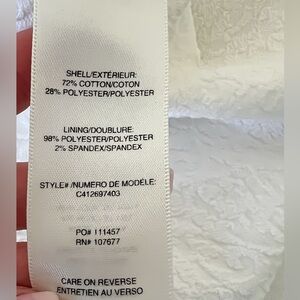 SHELL/EXTÉRIEUR:
72% COTTON/COTON
28% POLYESTER/POLYESTER
LINING/DOUBLURE:
98% POLYESTER/POLYESTER
2% SPANDEX/SPANDEX
STYLE# /NUMERO DE MODÈLE:
C412697403
PO# 111457
RN# 107677
CARE ON REVERSE
ENTRETIEN AU VERSO